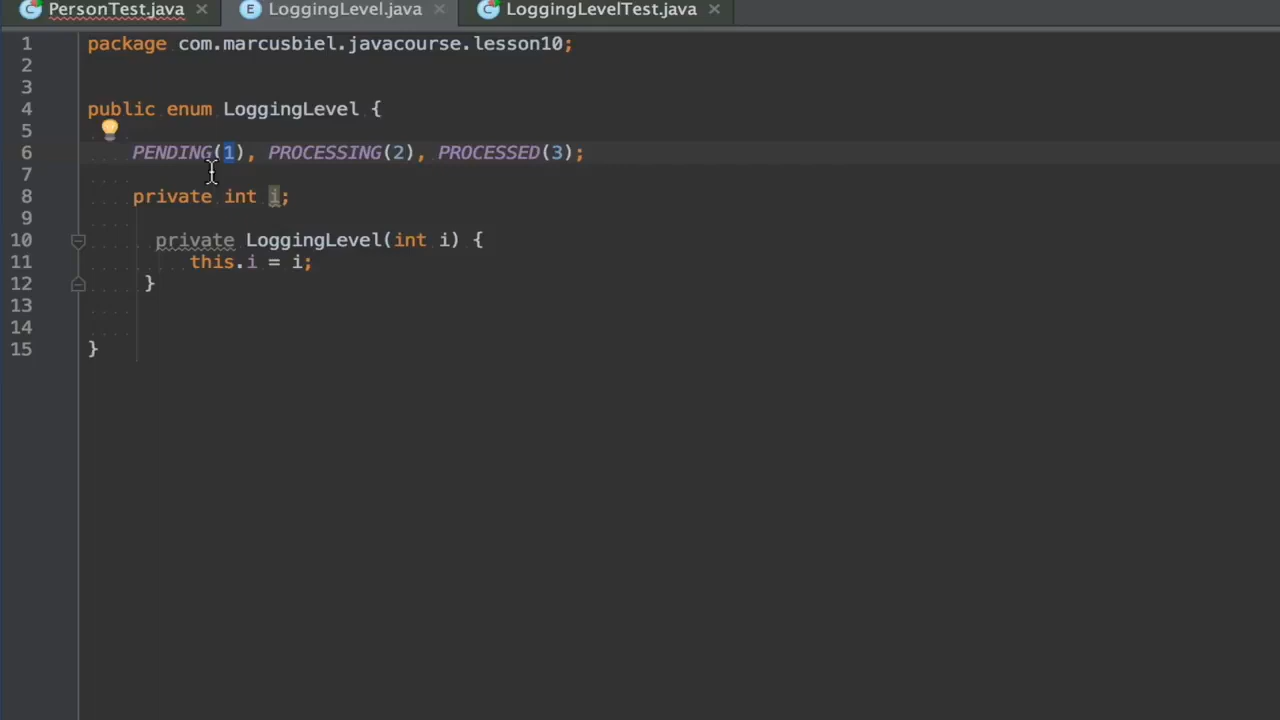 PersonTest.java LoggingLevel.java LoggingLevelTest.java
1 package com.marcusbiel.javacourse.lesson10;
2
3
4 public enum LoggingLevel {
5
6 PENDING(1), PROCESSING(2), PROCESSED(3);
7
8 private int i;
9
10 private LoggingLevel(int i) {
11 this.i = i;
12 }
13
14
15 }